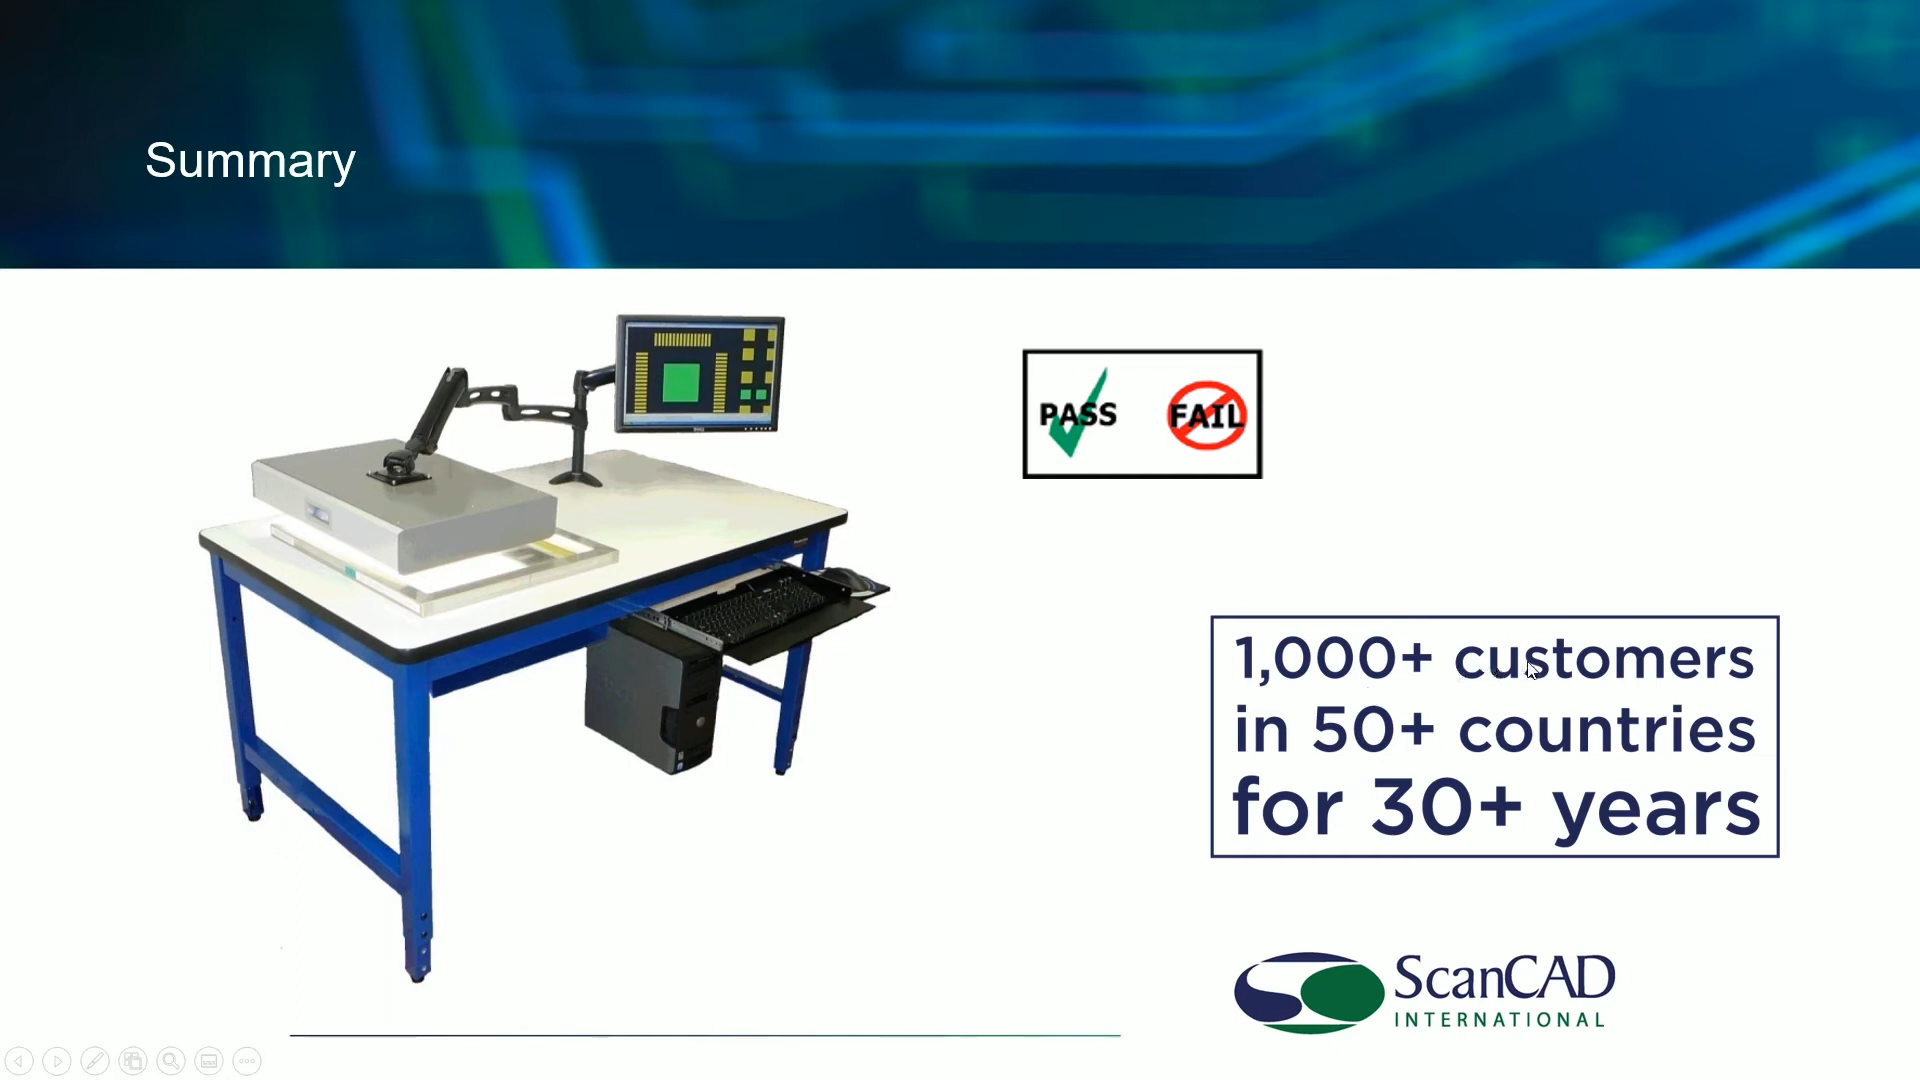 Summary
PASS FAIL
1,000+ customers
in 50+ countries
for 30+ years
ScanCAD
INTERNATIONAL